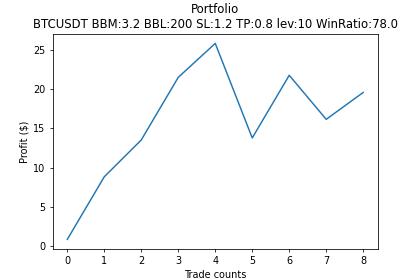 Portfolio
BTCUSDT BBM:3.2 BBL:200 SL:1.2 TP:0.8 lev:10 WinRatio:78.0
25
20
15
10
5
0
Profit ($)
0 1 2 3 4 5 6 7 8
Trade counts